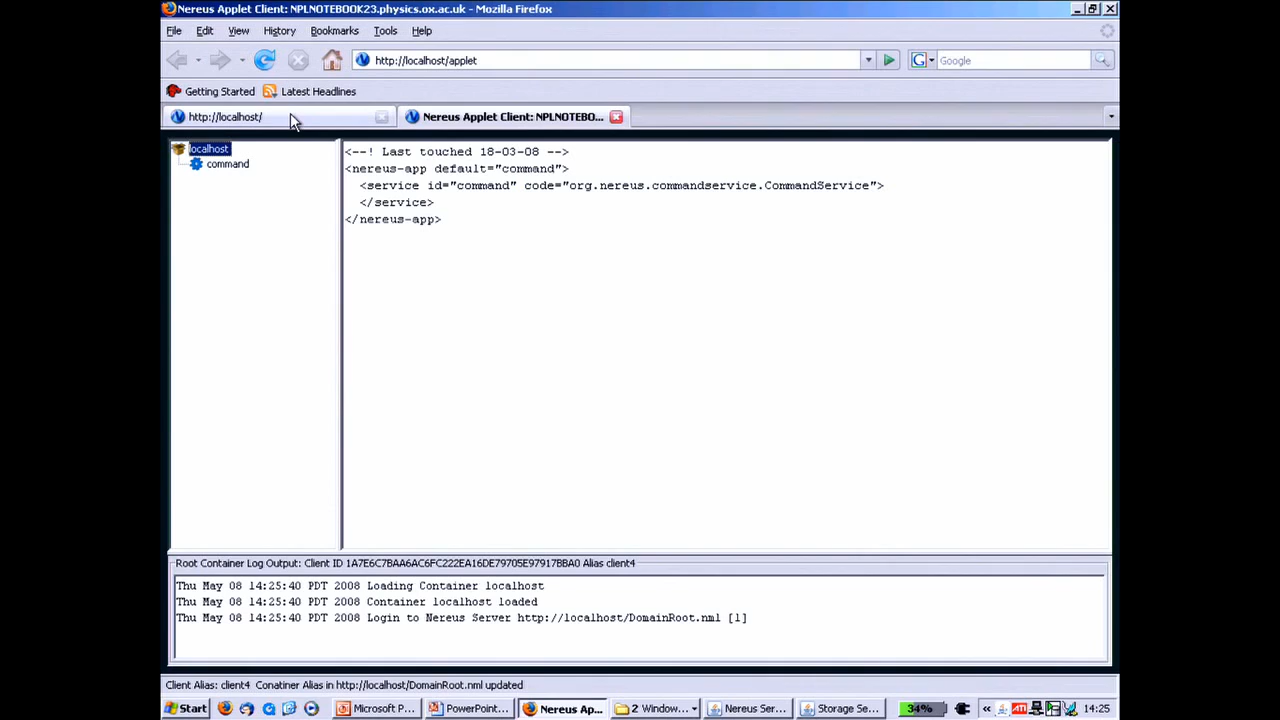 Nereus Applet Client: NPLNOTEBOOK23.physics.ox.ac.uk - Mozilla Firefox
File Edit View History Bookmarks Tools Help
http://localhost/applet
G Google
Getting Started Latest Headlines
http://localhost/ Nereus Applet Client: NPLNOTEBO...
localhost
command
<--! Last touched 18-03-08 -->
<nereus-app default="command">
<service id="command" code="org.nereus.commandservice.CommandService">
</service>
</nereus-app>
Root Container Log Output: Client ID 1A7E6C7BAA6AC6FC222EA16DE79705E97917BBA0 Alias client4
Thu May 08 14:25:40 PDT 2008 Loading Container localhost
Thu May 08 14:25:40 PDT 2008 Container localhost loaded
Thu May 08 14:25:40 PDT 2008 Login to Nereus Server http://localhost/DomainRoot.nml [1]
Client Alias: client4 Conatiner Alias in http://localhost/DomainRoot.nml updated
Start Microsoft P... PowerPoint... Nereus Ap... 2 Window... Nereus Ser... Storage Se... 34% « ATI 14:25